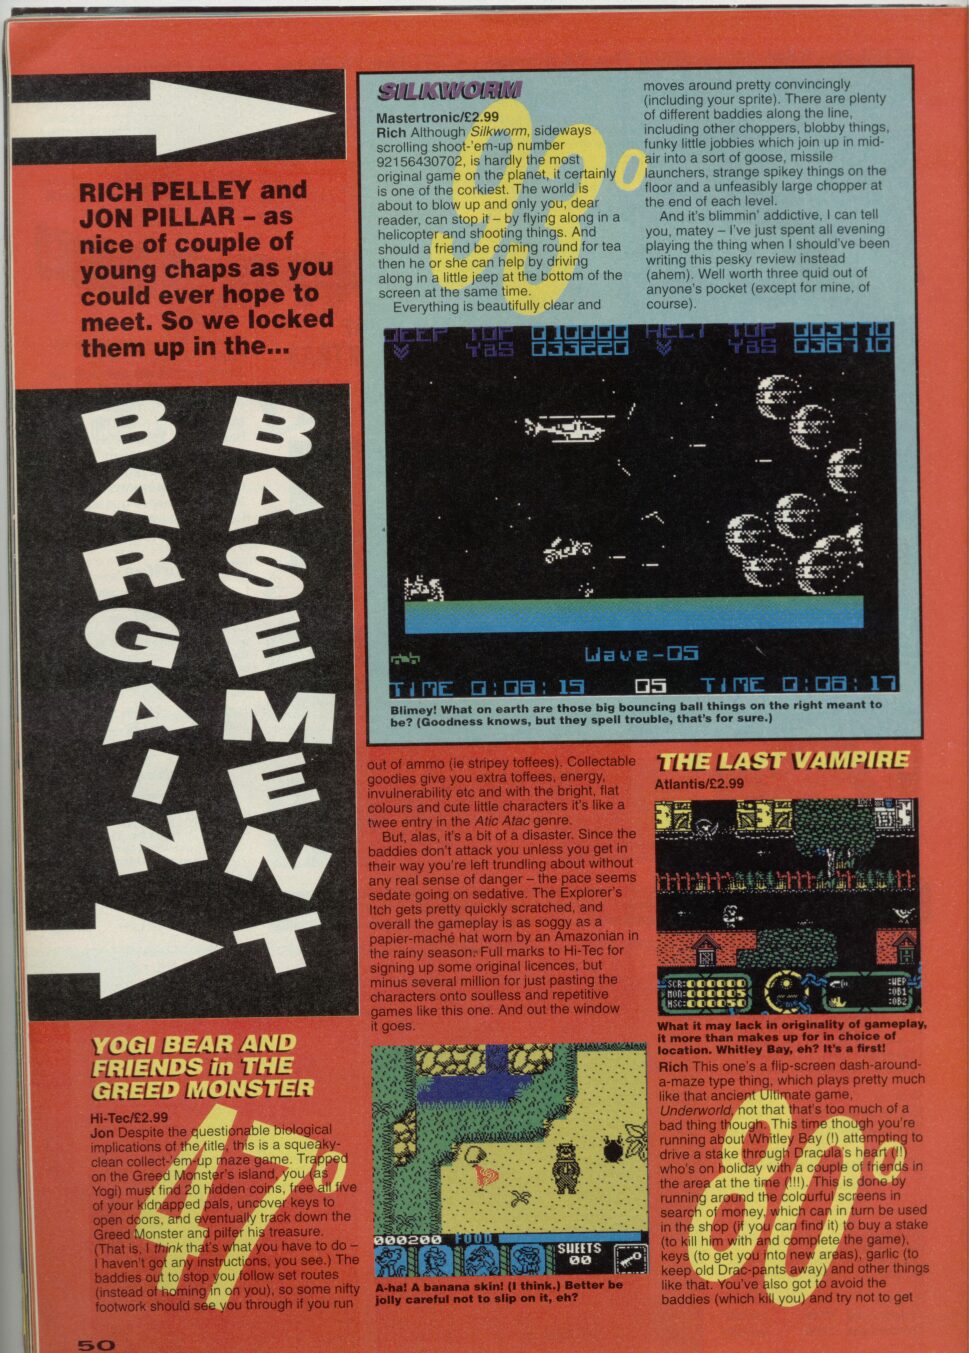 RICH PELLEY and
JON PILLAR – as
nice of couple of
young chaps as you
could ever hope to
meet. So we locked
them up in the...
BARGAIN
BASEMENT
SILKWORM
Mastertronic/£2.99
Rich Although Silkworm, sideways
scrolling shoot-'em-up number
92156430702, is hardly the most
original game on the planet, it certainly
is one of the corkiest. The world is
about to blow up and only you, dear
reader, can stop it – by flying along in a
helicopter and shooting things. And
should a friend be coming round for tea
then he or she can help by driving
along in a little jeep at the bottom of the
screen at the same time.
Everything is beautifully clear and
moves around pretty convincingly
(including your sprite). There are plenty
of different baddies along the line,
including other choppers, blobby things,
funky little jobbies which join up in mid-
air into a sort of goose, missile
launchers, strange spikey things on the
floor and a unfeasibly large chopper at
the end of each level.
And it's blimmin' addictive, I can tell
you, matey – I've just spent all evening
playing the thing when I should've been
writing this pesky review instead
(ahem). Well worth three quid out of
anyone's pocket (except for mine, of
course).
JEEP TOP 010000 HELI TOP 003770
YBS 033220 YBS 036710
Wave-05
TIME 0:08:15 05 TIME 0:08:17
Blimey! What on earth are those big bouncing ball things on the right meant to
be? (Goodness knows, but they spell trouble, that's for sure.)
YOGI BEAR AND
FRIENDS in THE
GREED MONSTER
Hi-Tec/£2.99
Jon Despite the questionable biological
implications of the title, this is a squeaky-
clean collect-'em-up maze game. Trapped
on the Greed Monster's island, you (as
Yogi) must find 20 hidden coins, free all five
of your kidnapped pals, uncover keys to
open doors, and eventually track down the
Greed Monster and pilfer his treasure.
(That is, I think that's what you have to do –
I haven't got any instructions, you see.) The
baddies out to stop you follow set routes
(instead of homing in on you), so some nifty
footwork should see you through if you run
47°
out of ammo (ie stripey toffees). Collectable
goodies give you extra toffees, energy,
invulnerability etc and with the bright, flat
colours and cute little characters it's like a
twee entry in the Atic Atac genre.
But, alas, it's a bit of a disaster. Since the
baddies don't attack you unless you get in
their way you're left trundling about without
any real sense of danger – the pace seems
sedate going on sedative. The Explorer's
Itch gets pretty quickly scratched, and
overall the gameplay is as soggy as a
papier-maché hat worn by an Amazonian in
the rainy season. Full marks to Hi-Tec for
signing up some original licences, but
minus several million for just pasting the
characters onto soulless and repetitive
games like this one. And out the window
it goes.
000200 FOOD
SWEETS
00
A-ha! A banana skin! (I think.) Better be
jolly careful not to slip on it, eh?
THE LAST VAMPIRE
Atlantis/£2.99
SCR:000005 :WEP
MON:000015 :OB1
HSC:000050 :OB2
What it may lack in originality of gameplay,
it more than makes up for in choice of
location. Whitley Bay, eh? It's a first!
Rich This one's a flip-screen dash-around-
a-maze type thing, which plays pretty much
like that ancient Ultimate game,
Underworld, not that that's too much of a
bad thing though. This time though you're
running about Whitley Bay (!) attempting to
drive a stake through Dracula's heart (!!)
who's on holiday with a couple of friends in
the area at the time (!!!). This is done by
running around the colourful screens in
search of money, which can in turn be used
in the shop (if you can find it) to buy a stake
(to kill him with and complete the game),
keys (to get you into new areas), garlic (to
keep old Drac-pants away) and other things
like that. You've also got to avoid the
baddies (which kill you) and try not to get
80°
50